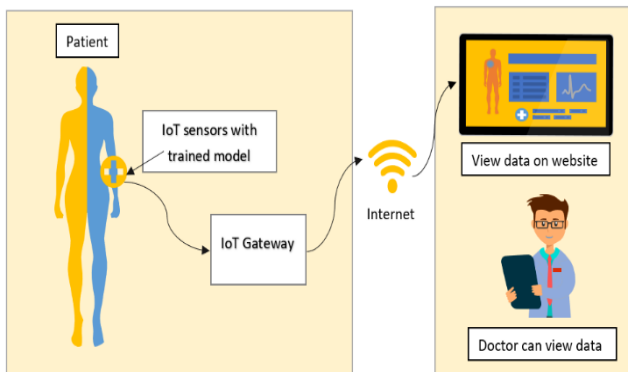 Patient
IoT sensors with
trained model
IoT Gateway
Internet
View data on website
Doctor can view data